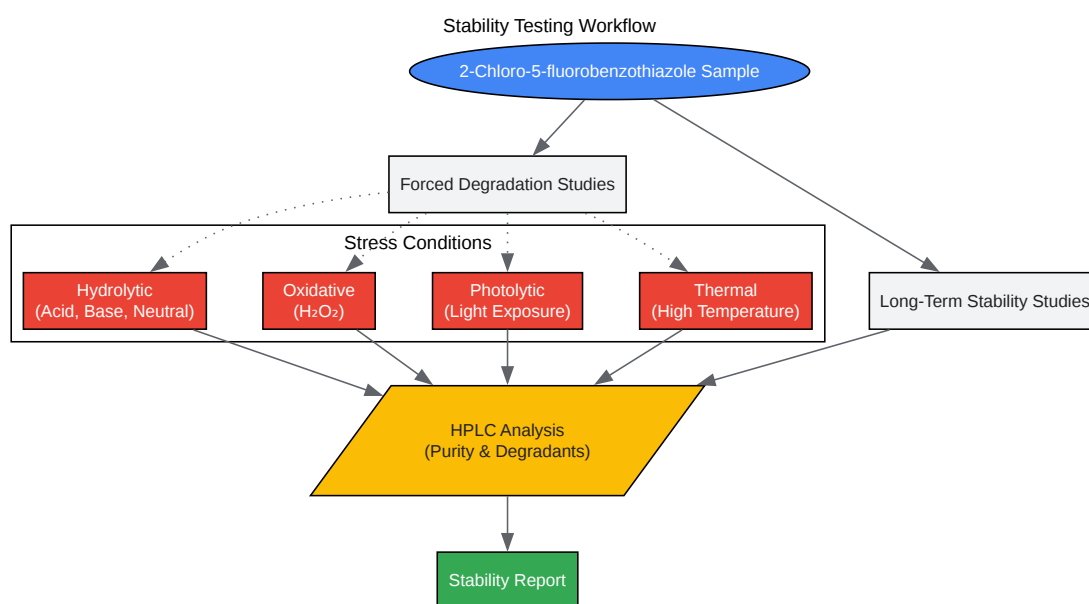 Stability Testing Workflow
2-Chloro-5-fluorobenzothiazole Sample
Forced Degradation Studies
Stress Conditions
Hydrolytic
(Acid, Base, Neutral)
Oxidative
(H₂O₂)
Photolytic
(Light Exposure)
Thermal
(High Temperature)
Long-Term Stability Studies
HPLC Analysis
(Purity & Degradants)
Stability Report